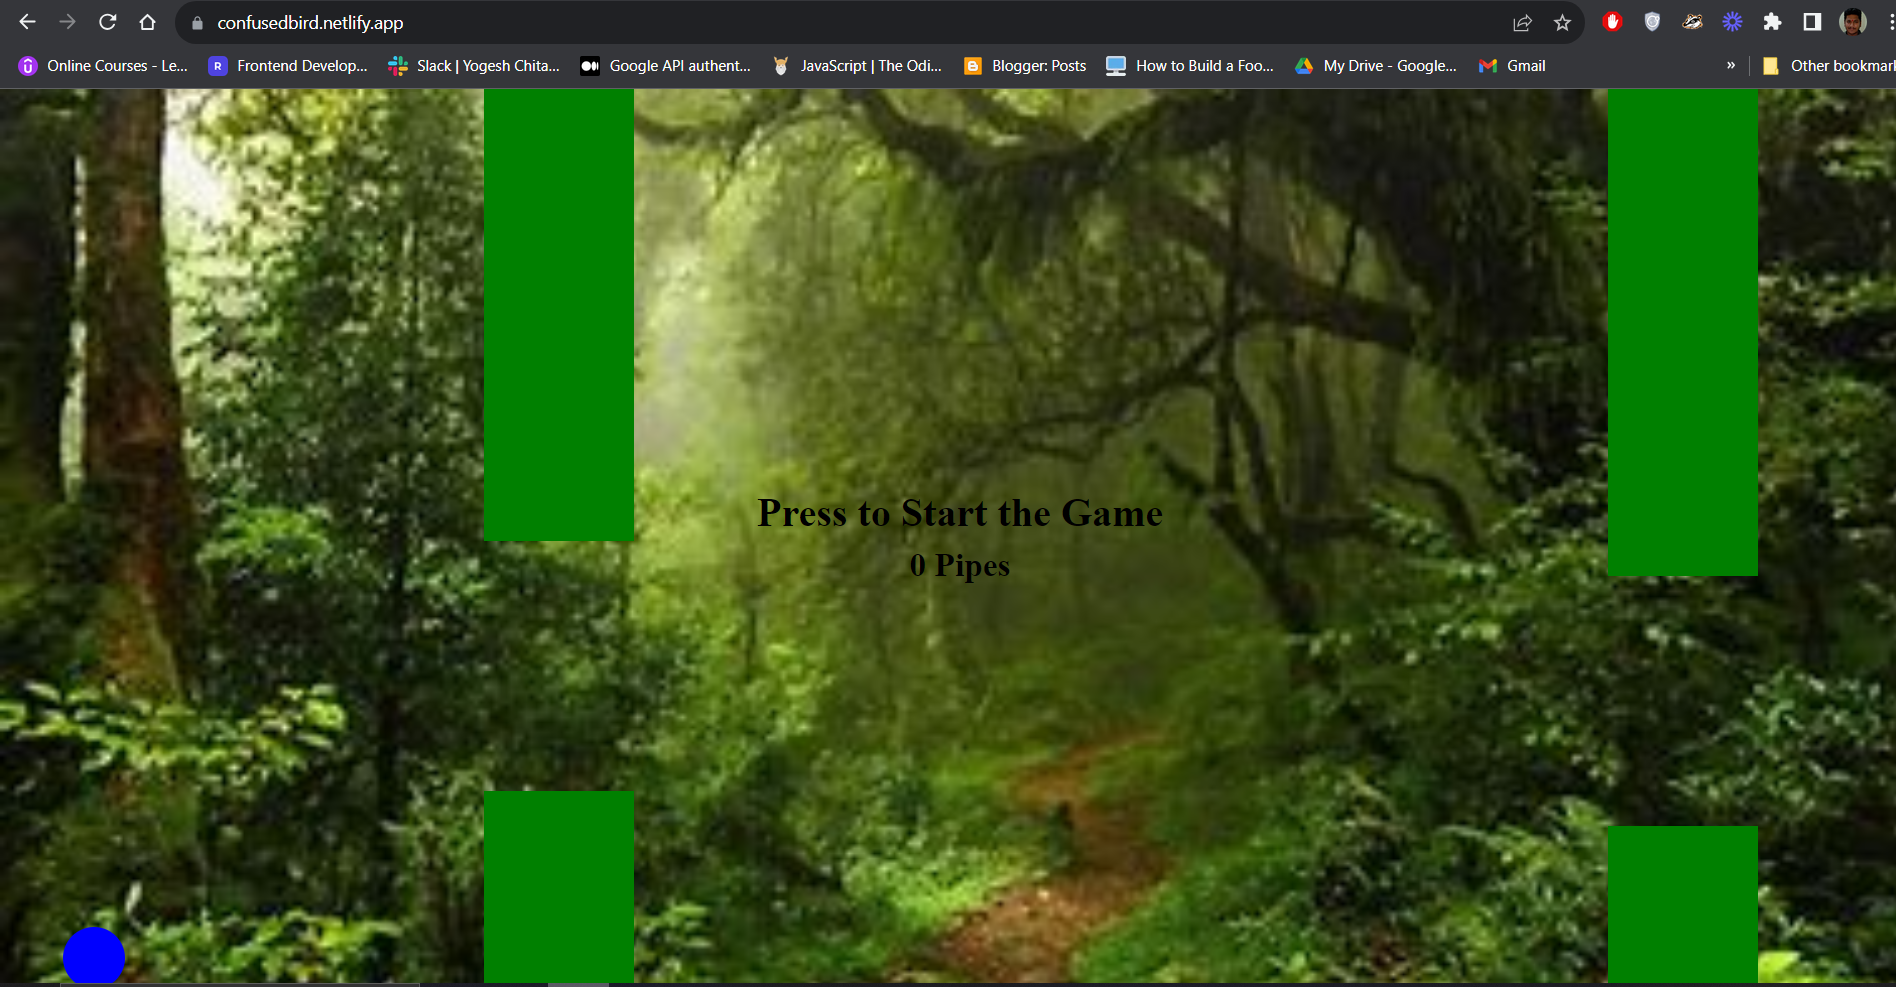 confusedbird.netlify.app
Online Courses - Le... Frontend Develop... Slack | Yogesh Chita... Google API authent... JavaScript | The Odi... Blogger: Posts How to Build a Foo... My Drive - Google... Gmail » Other bookmar
Press to Start the Game
0 Pipes